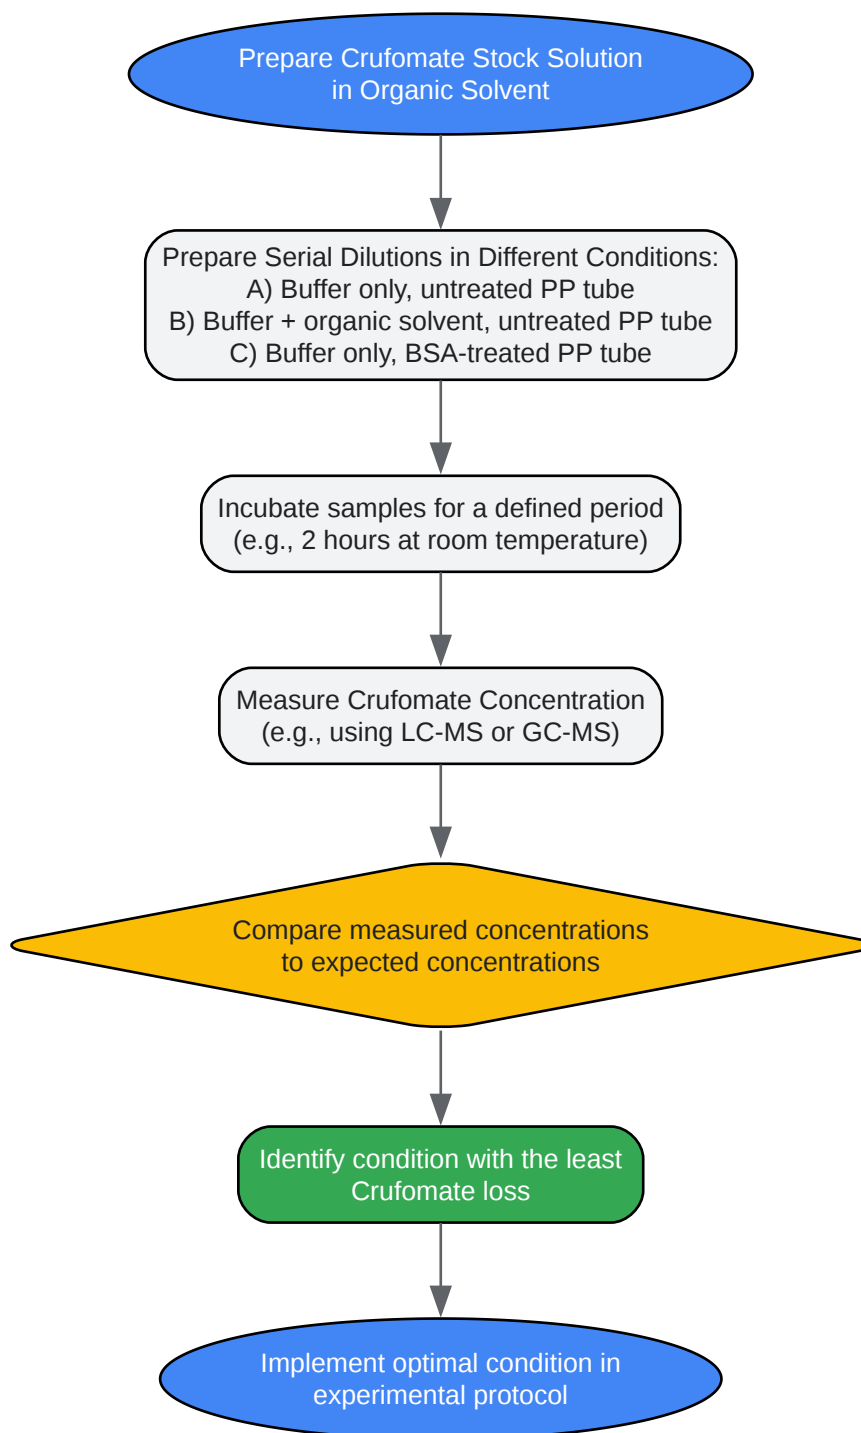 Prepare Crufomate Stock Solution
in Organic Solvent
Prepare Serial Dilutions in Different Conditions:
A) Buffer only, untreated PP tube
B) Buffer + organic solvent, untreated PP tube
C) Buffer only, BSA-treated PP tube
Incubate samples for a defined period
(e.g., 2 hours at room temperature)
Measure Crufomate Concentration
(e.g., using LC-MS or GC-MS)
Compare measured concentrations
to expected concentrations
Identify condition with the least
Crufomate loss
Implement optimal condition in
experimental protocol